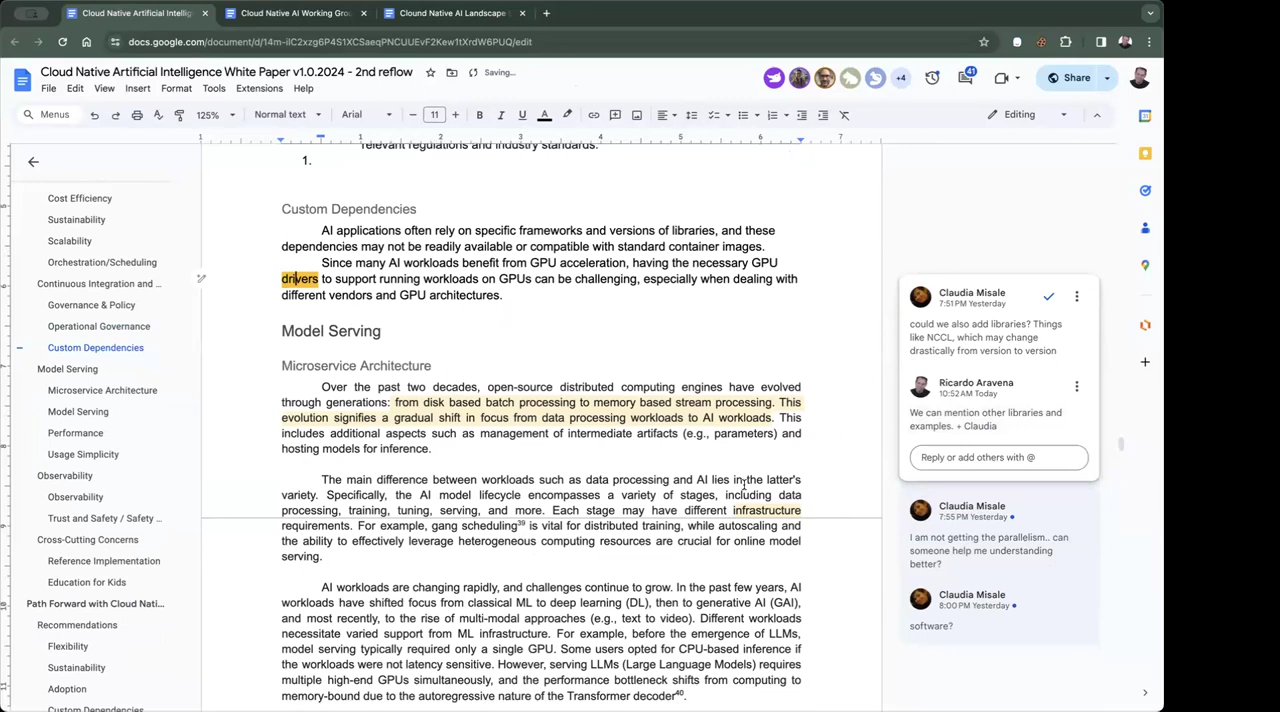 Cloud Native Artificial Intellig
Cloud Native AI Working Gro
Clound Native AI Landscape
docs.google.com/document/d/14m-ilC2xzg6P4S1XCSaeqPNCUUEvF2Kew1tXrdW6PUQ/edit
Cloud Native Artificial Intelligence White Paper v1.0.2024 - 2nd reflow
Saving...
+4
41
Share
File Edit View Insert Format Tools Extensions Help
Menus
125%
Normal text
Arial
11
B I U A
Editing
1 1 2 3 4 5 6 7
Cost Efficiency
Sustainability
Scalability
Orchestration/Scheduling
Continuous Integration and ...
Governance & Policy
Operational Governance
Custom Dependencies
Model Serving
Microservice Architecture
Model Serving
Performance
Usage Simplicity
Observability
Observability
Trust and Safety / Safety ...
Cross-Cutting Concerns
Reference Implementation
Education for Kids
Path Forward with Cloud Nati...
Recommendations
Flexibility
Sustainability
Adoption
Custom Dependencies
relevant regulations and industry standards.
1.
Custom Dependencies
AI applications often rely on specific frameworks and versions of libraries, and these
dependencies may not be readily available or compatible with standard container images.
Since many AI workloads benefit from GPU acceleration, having the necessary GPU
drivers to support running workloads on GPUs can be challenging, especially when dealing with
different vendors and GPU architectures.
Model Serving
Microservice Architecture
Over the past two decades, open-source distributed computing engines have evolved
through generations: from disk based batch processing to memory based stream processing. This
evolution signifies a gradual shift in focus from data processing workloads to AI workloads. This
includes additional aspects such as management of intermediate artifacts (e.g., parameters) and
hosting models for inference.
The main difference between workloads such as data processing and AI lies in the latter's
variety. Specifically, the AI model lifecycle encompasses a variety of stages, including data
processing, training, tuning, serving, and more. Each stage may have different infrastructure
requirements. For example, gang scheduling39 is vital for distributed training, while autoscaling and
the ability to effectively leverage heterogeneous computing resources are crucial for online model
serving.
AI workloads are changing rapidly, and challenges continue to grow. In the past few years, AI
workloads have shifted focus from classical ML to deep learning (DL), then to generative AI (GAI),
and most recently, to the rise of multi-modal approaches (e.g., text to video). Different workloads
necessitate varied support from ML infrastructure. For example, before the emergence of LLMs,
model serving typically required only a single GPU. Some users opted for CPU-based inference if
the workloads were not latency sensitive. However, serving LLMs (Large Language Models) requires
multiple high-end GPUs simultaneously, and the performance bottleneck shifts from computing to
memory-bound due to the autoregressive nature of the Transformer decoder40.
Claudia Misale
7:51 PM Yesterday
could we also add libraries? Things
like NCCL, which may change
drastically from version to version
Ricardo Aravena
10:52 AM Today
We can mention other libraries and
examples. + Claudia
Reply or add others with @
Claudia Misale
7:55 PM Yesterday
I am not getting the parallelism.. can
someone help me understanding
better?
Claudia Misale
8:00 PM Yesterday
software?